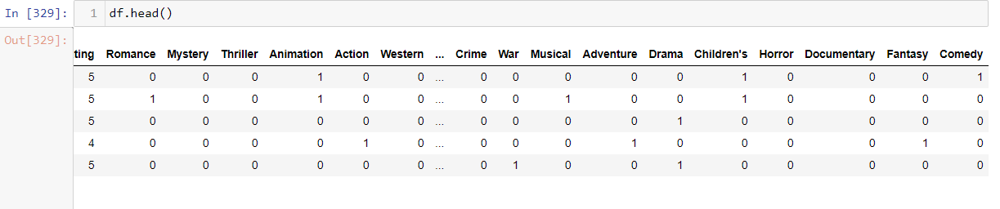 In [329]: 1 df.head()
Out[329]:
ting Romance Mystery Thriller Animation Action Western ... Crime War Musical Adventure Drama Children's Horror Documentary Fantasy Comedy
5 0 0 0 1 0 0 ... 0 0 0 0 0 1 0 0 0 1
5 1 0 0 1 0 0 ... 0 0 1 0 0 1 0 0 0 0
5 0 0 0 0 0 0 ... 0 0 0 0 1 0 0 0 0 0
4 0 0 0 0 1 0 ... 0 0 0 1 0 0 0 0 1 0
5 0 0 0 0 0 0 ... 0 1 0 0 1 0 0 0 0 0